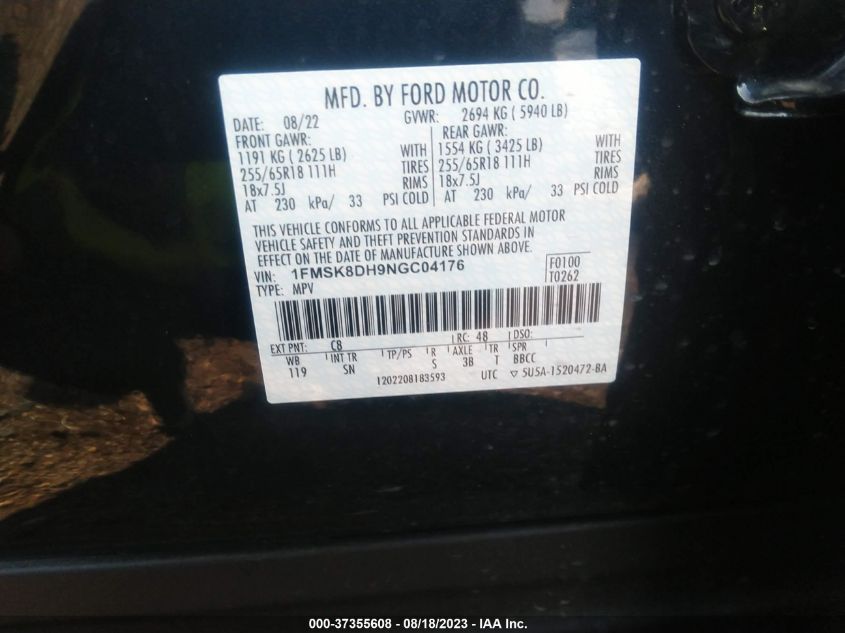 MFD. BY FORD MOTOR CO.
DATE: 08/22 GVWR: 2694 KG ( 5940 LB)
FRONT GAWR: REAR GAWR:
1191 KG ( 2625 LB) WITH 1554 KG ( 3425 LB) WITH
255/65R18 111H TIRES 255/65R18 111H TIRES
18x7.5J RIMS 18x7.5J RIMS
AT 230 kPa/ 33 PSI COLD AT 230 kPa/ 33 PSI COLD
THIS VEHICLE CONFORMS TO ALL APPLICABLE FEDERAL MOTOR
VEHICLE SAFETY AND THEFT PREVENTION STANDARDS IN
EFFECT ON THE DATE OF MANUFACTURE SHOWN ABOVE.
VIN: 1FMSK8DH9NGC04176 F0100
TYPE: MPV T0262
EXT PNT: C8 RC: 48 DSO:
WB INT TR TP/PS R AXLE TR SPR
119 SN S 3B T BBCC
1202208183593 UTC ▽ 5U5A-1520472-BA
000-37355608 - 08/18/2023 - IAA Inc.